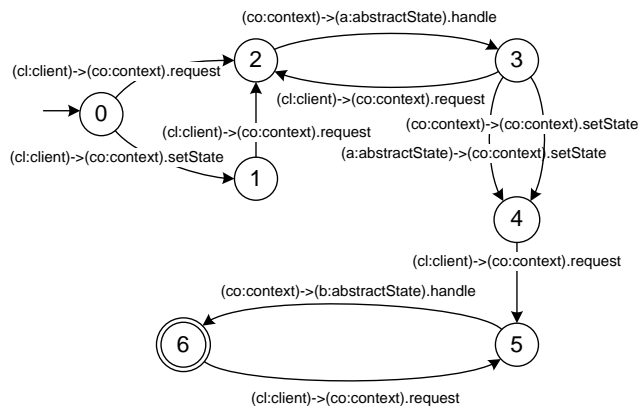 (co:context)->(a:abstractState).handle
2
3
(cl:client)->(co:context).request
(cl:client)->(co:context).request
0
(co:context)->(co:context).setState
(cl:client)->(co:context).request
(cl:client)->(co:context).setState
(a:abstractState)->(co:context).setState
1
4
(cl:client)->(co:context).request
(co:context)->(b:abstractState).handle
6
5
(cl:client)->(co:context).request